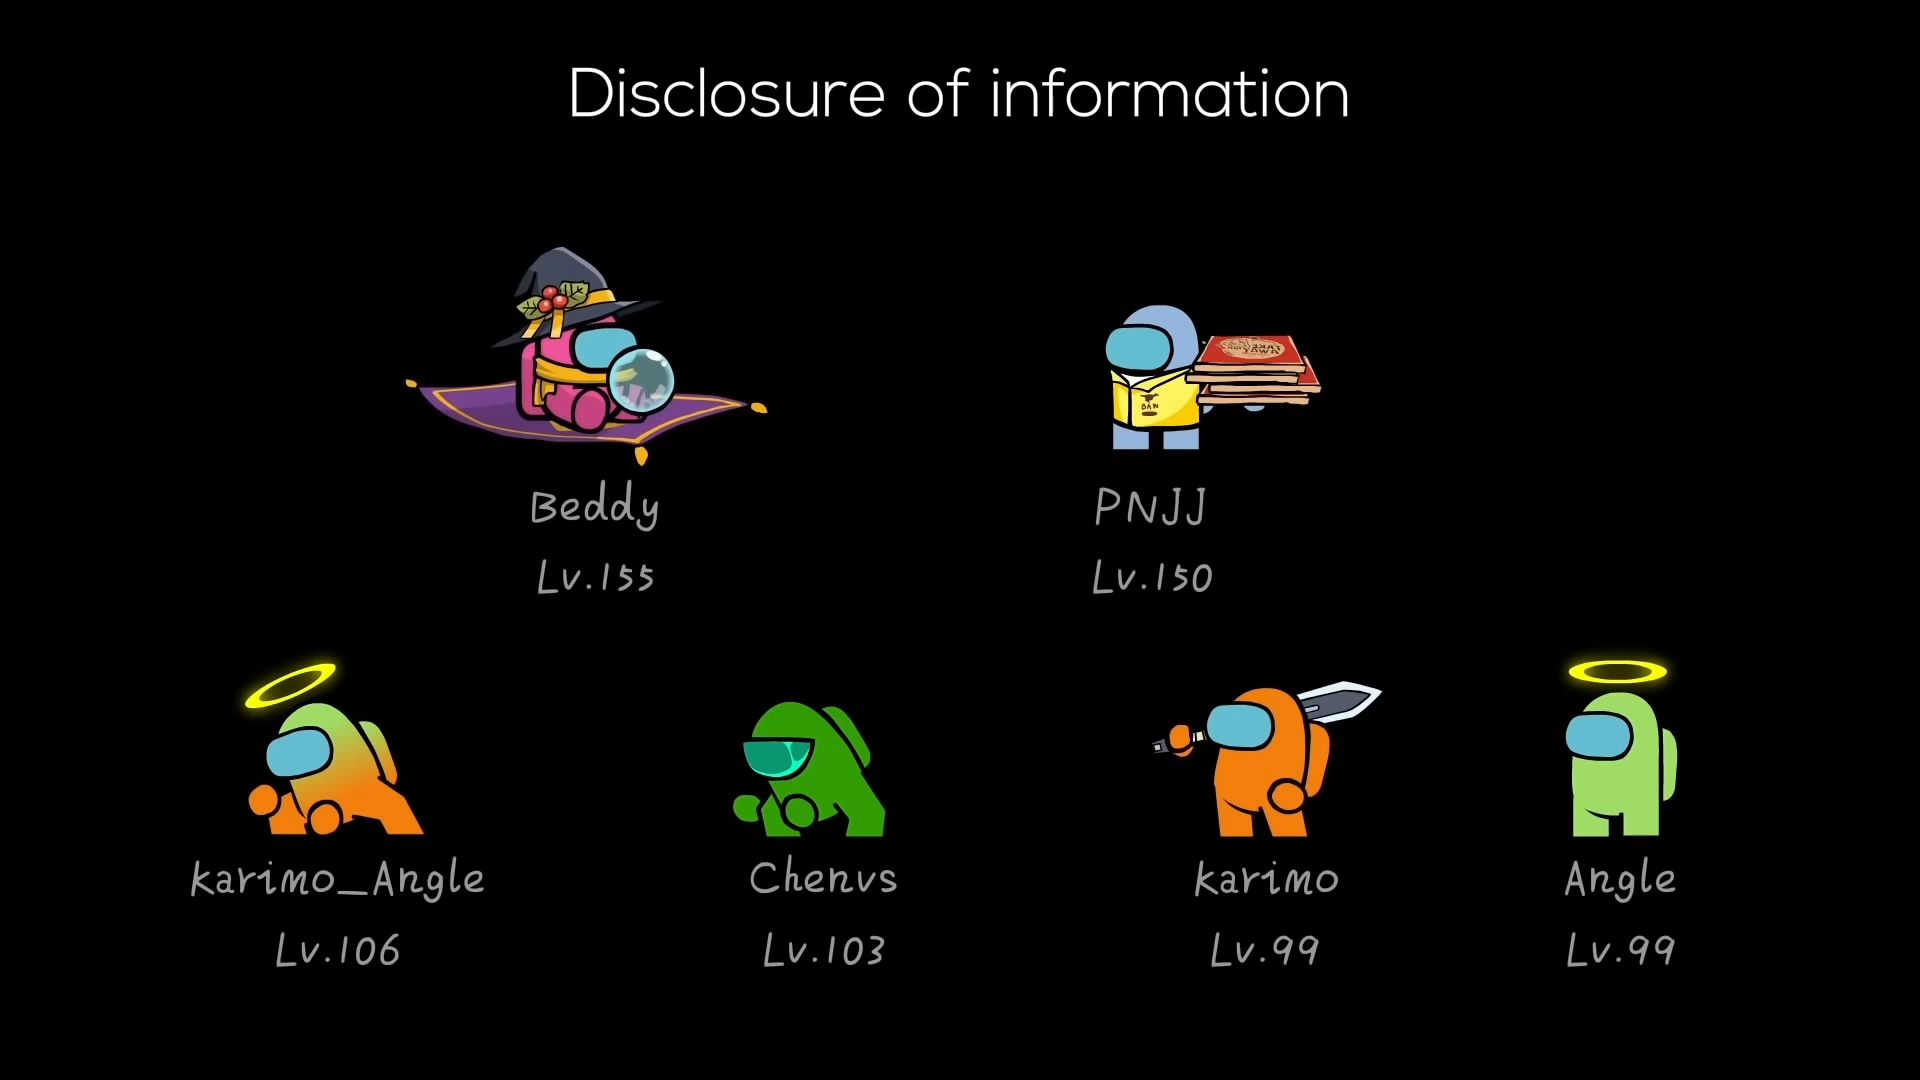 Disclosure of information
BAW
Beddy
PNJJ
Lv.155
Lv.150
karimo_Angle
Chenvs
karimo
Angle
Lv.106
Lv.103
Lv.99
Lv.99